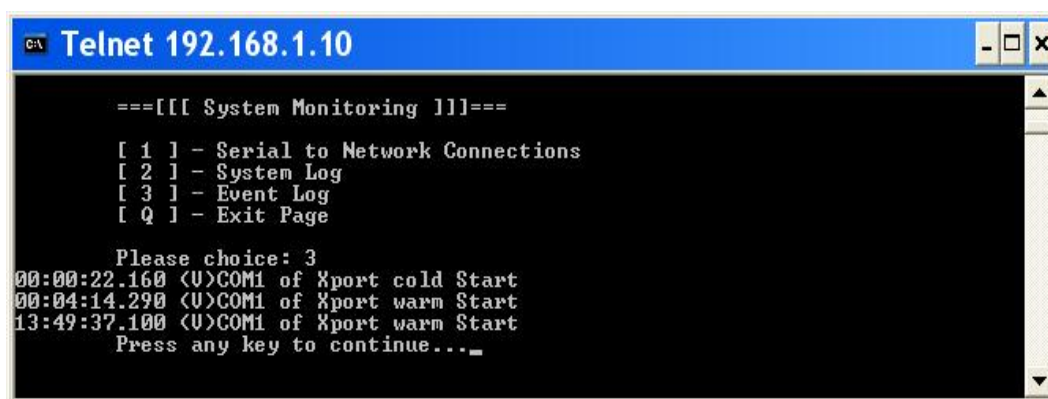 Telnet 192.168.1.10
===[[[ System Monitoring ]]]===
[ 1 ] - Serial to Network Connections
[ 2 ] - System Log
[ 3 ] - Event Log
[ Q ] - Exit Page
Please choice: 3
00:00:22.160 (V)COM1 of Xport cold Start
00:04:14.290 (V)COM1 of Xport warm Start
13:49:37.100 (V)COM1 of Xport warm Start
Press any key to continue..._